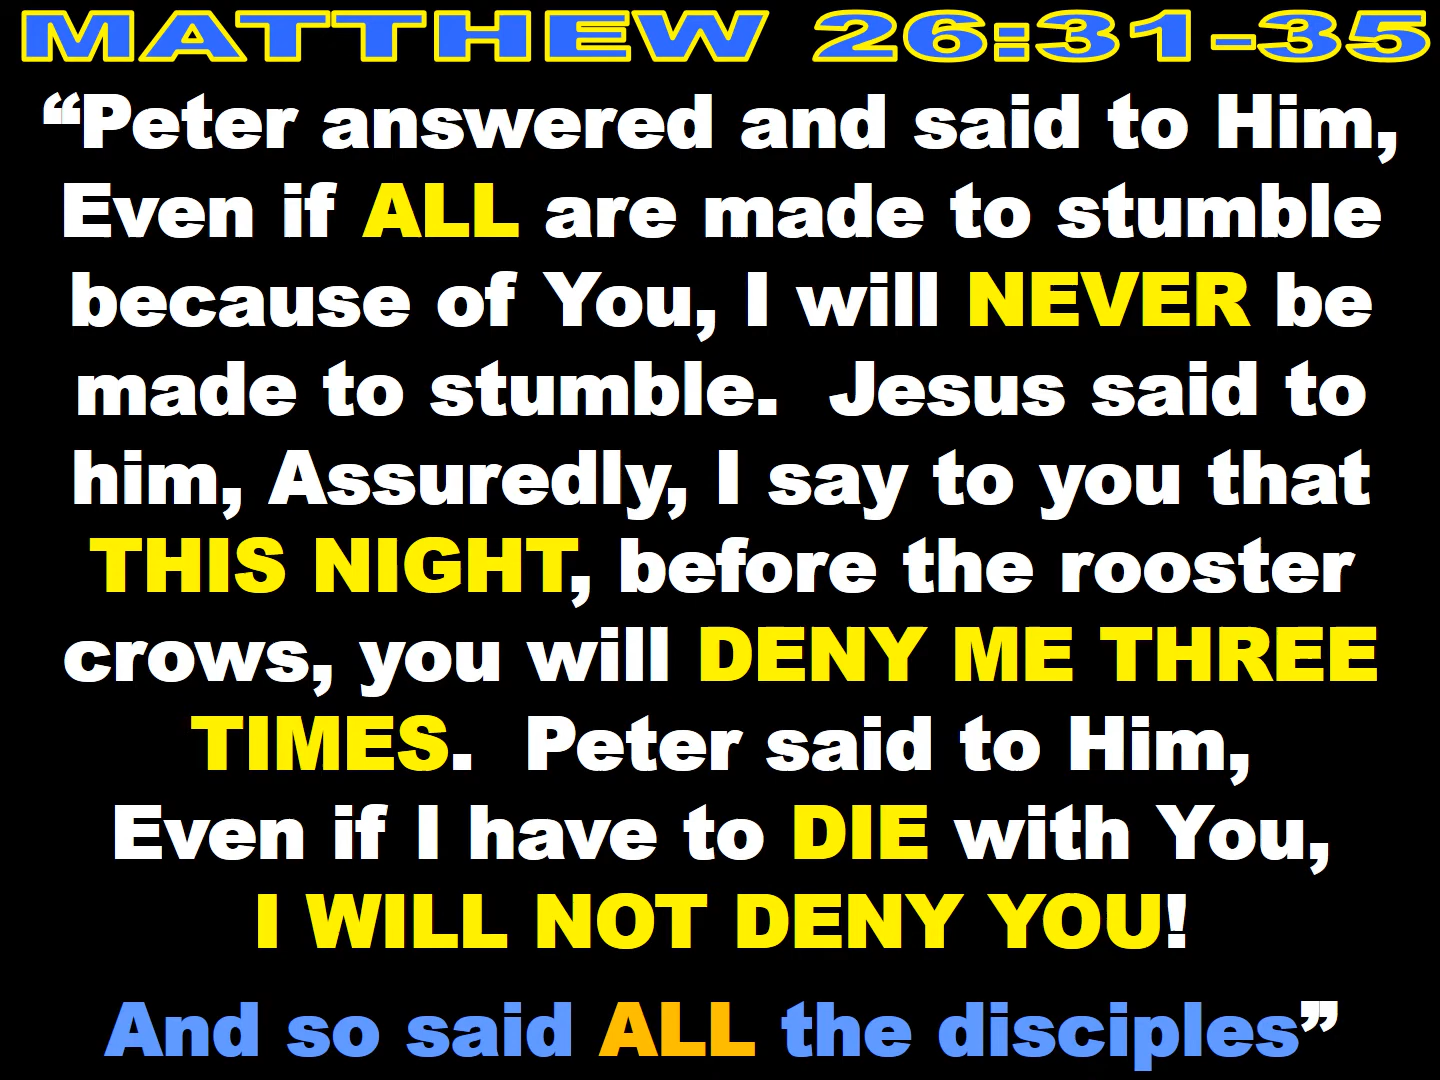 MATTHEW 26:31-35
“Peter answered and said to Him,
Even if ALL are made to stumble
because of You, I will NEVER be
made to stumble.  Jesus said to
him, Assuredly, I say to you that
THIS NIGHT, before the rooster
crows, you will DENY ME THREE
TIMES.  Peter said to Him,
Even if I have to DIE with You,
I WILL NOT DENY YOU!
And so said ALL the disciples”